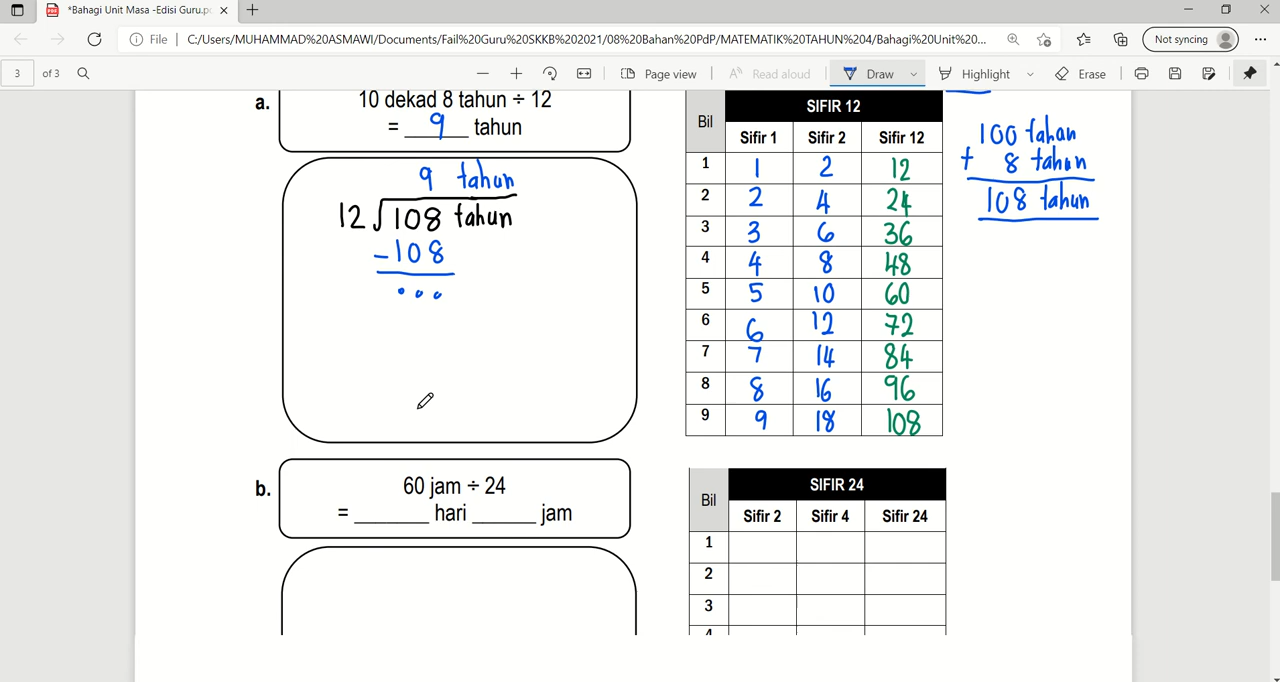 *Bahagi Unit Masa -Edisi Guru.pc
File
C:/Users/MUHAMMAD%20ASMAWI/Documents/Fail%20Guru%20SKKB%202021/08%20Bahan%20PdP/MATEMATIK%20TAHUN%204/Bahagi%20Unit%20...
Not syncing
3 of 3
Page view
Read aloud
Draw
Highlight
Erase
a.
10 dekad 8 tahun ÷ 12
= 9 tahun
9 tahun
12 108 tahun
-108
Bil SIFIR 12
Sifir 1 Sifir 2 Sifir 12
1 1 2 12
2 2 4 24
3 3 6 36
4 4 8 48
5 5 10 60
6 6 12 72
7 7 14 84
8 8 16 96
9 9 18 108
100 tahun
+ 8 tahun
108 tahun
b.
60 jam ÷ 24
= _______ hari ______ jam
Bil SIFIR 24
Sifir 2 Sifir 4 Sifir 24
1
2
3